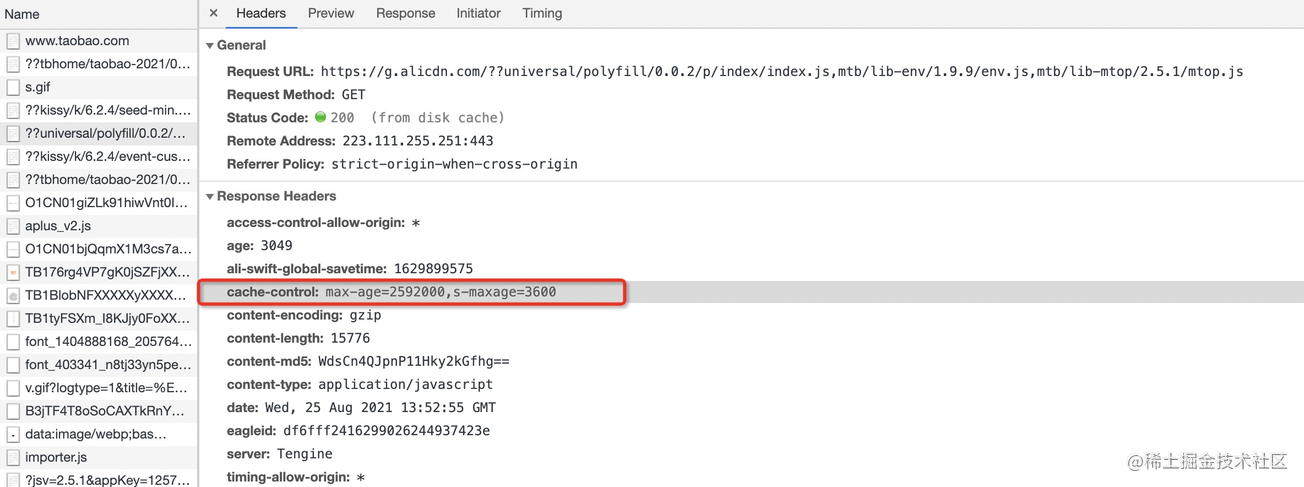 Name
www.taobao.com
??tbhome/taobao-2021/0...
s.gif
??kissy/k/6.2.4/seed-min....
??universal/polyfill/0.0.2/...
??kissy/k/6.2.4/event-cus...
??tbhome/taobao-2021/0...
O1CN01giZLk91hiwVnt0I...
aplus_v2.js
O1CN01bjQqmX1M3cs7a...
TB176rg4VP7gK0jSZFjXX...
TB1BlobNFXXXXXyXXXX...
TB1tyFSXm_I8KJjy0FoXX...
font_1404888168_205764...
font_403341_n8tj33yn5pe...
v.gif?logtype=1&title=%E...
B3jTF4T8oSoCAXTkRnY...
data:image/webp;bas...
importer.js
?jsv=2.5.1&appKey=1257...
× Headers Preview Response Initiator Timing
General
Request URL: https://g.alicdn.com/??universal/polyfill/0.0.2/p/index/index.js,mtb/lib-env/1.9.9/env.js,mtb/lib-mtop/2.5.1/mtop.js
Request Method: GET
Status Code: 200 (from disk cache)
Remote Address: 223.111.255.251:443
Referrer Policy: strict-origin-when-cross-origin
Response Headers
access-control-allow-origin: *
age: 3049
ali-swift-global-savetime: 1629899575
cache-control: max-age=2592000,s-maxage=3600
content-encoding: gzip
content-length: 15776
content-md5: WdsCn4QJpnP11Hky2kGfhg==
content-type: application/javascript
date: Wed, 25 Aug 2021 13:52:55 GMT
eagleid: df6fff2416299026244937423e
server: Tengine
timing-allow-origin: *
@稀土掘金技术社区